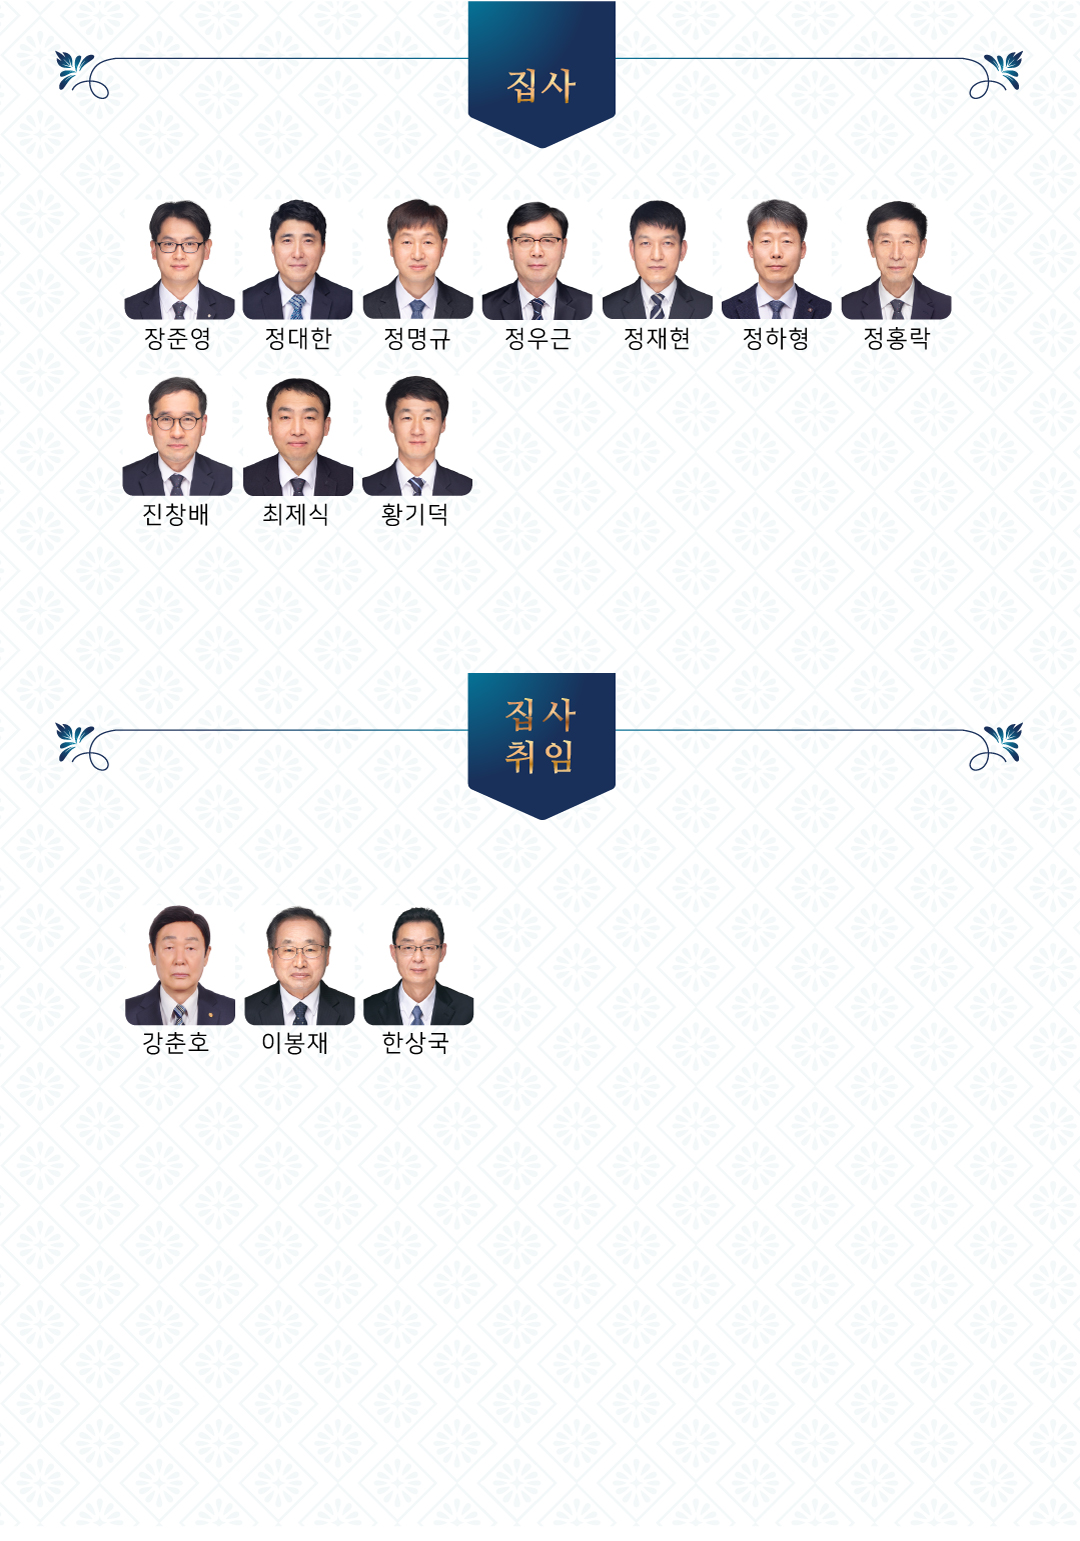 집사
장준영 정대한 정명규 정우근 정재현 정하형 정홍락
진창배 최제식 황기덕
집사
취임
강춘호 이봉재 한상국